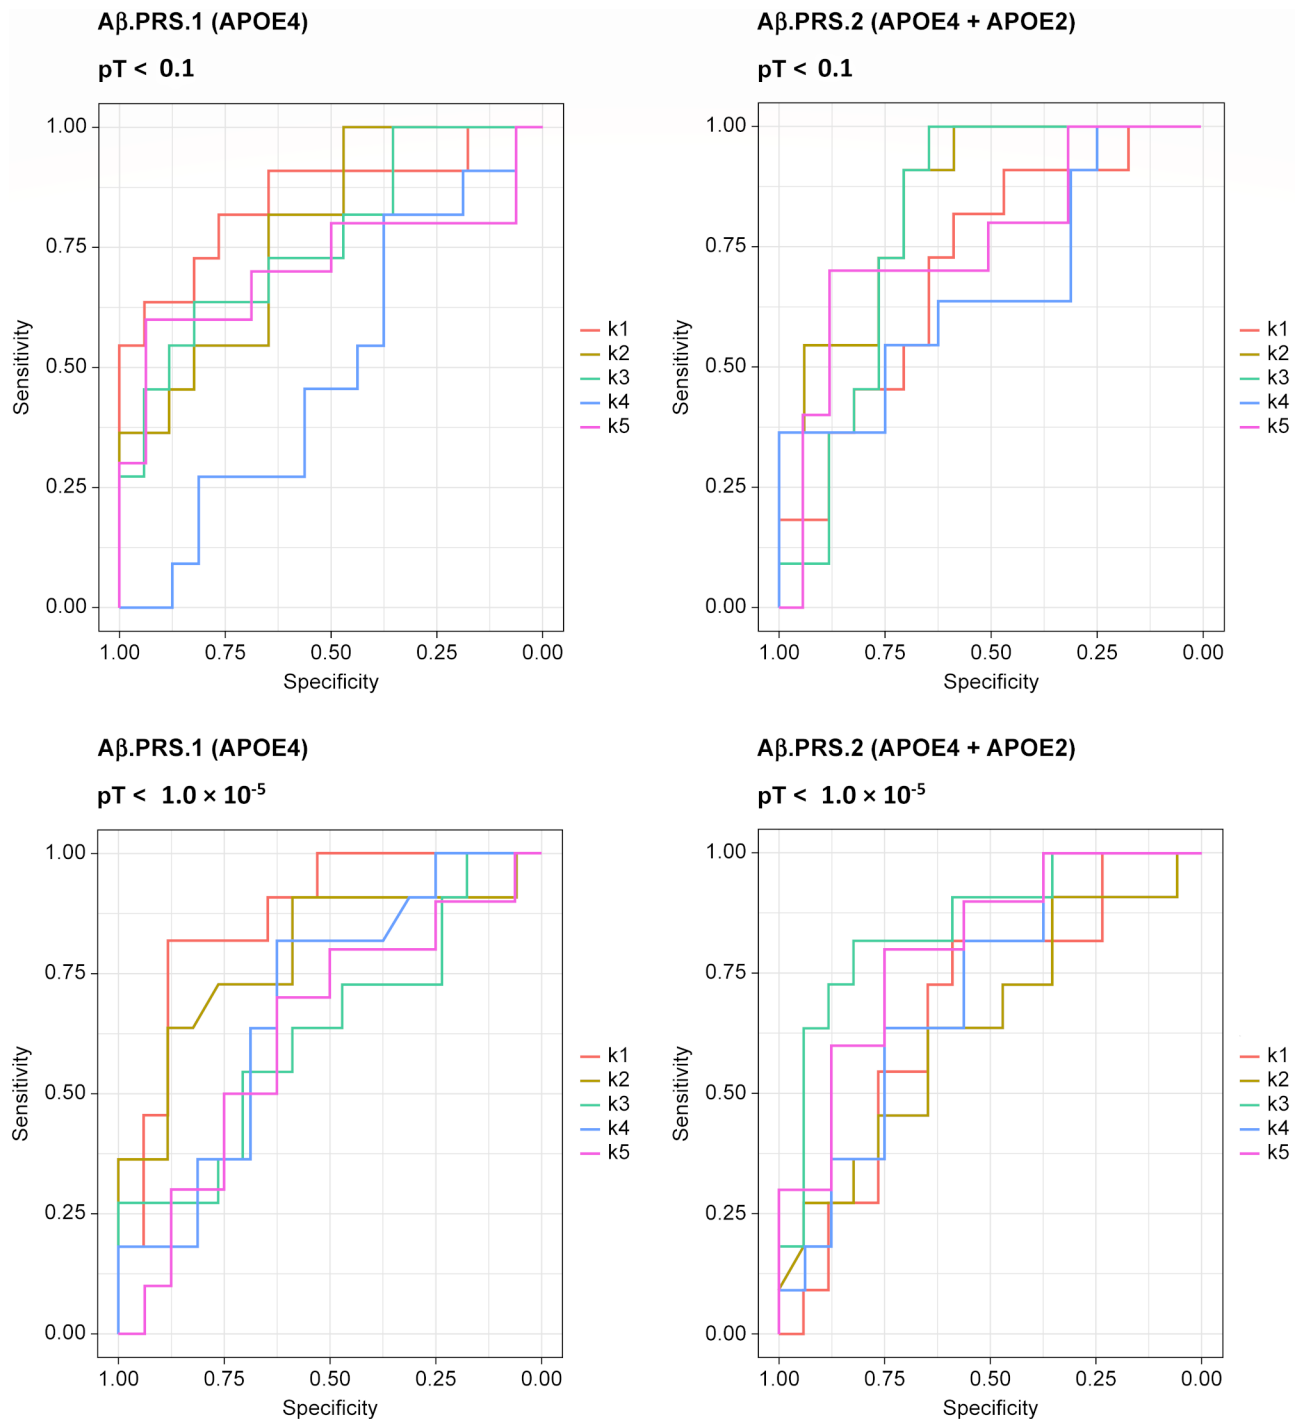 Aβ.PRS.1 (APOE4)
pT < 0.1
1.00
0.75
0.50
0.25
0.00
Sensitivity
1.00 0.75 0.50 0.25 0.00
Specificity
k1
k2
k3
k4
k5
Aβ.PRS.2 (APOE4 + APOE2)
pT < 0.1
1.00
0.75
0.50
0.25
0.00
Sensitivity
1.00 0.75 0.50 0.25 0.00
Specificity
k1
k2
k3
k4
k5
Aβ.PRS.1 (APOE4)
pT < 1.0 × 10⁻⁵
1.00
0.75
0.50
0.25
0.00
Sensitivity
1.00 0.75 0.50 0.25 0.00
Specificity
k1
k2
k3
k4
k5
Aβ.PRS.2 (APOE4 + APOE2)
pT < 1.0 × 10⁻⁵
1.00
0.75
0.50
0.25
0.00
Sensitivity
1.00 0.75 0.50 0.25 0.00
Specificity
k1
k2
k3
k4
k5